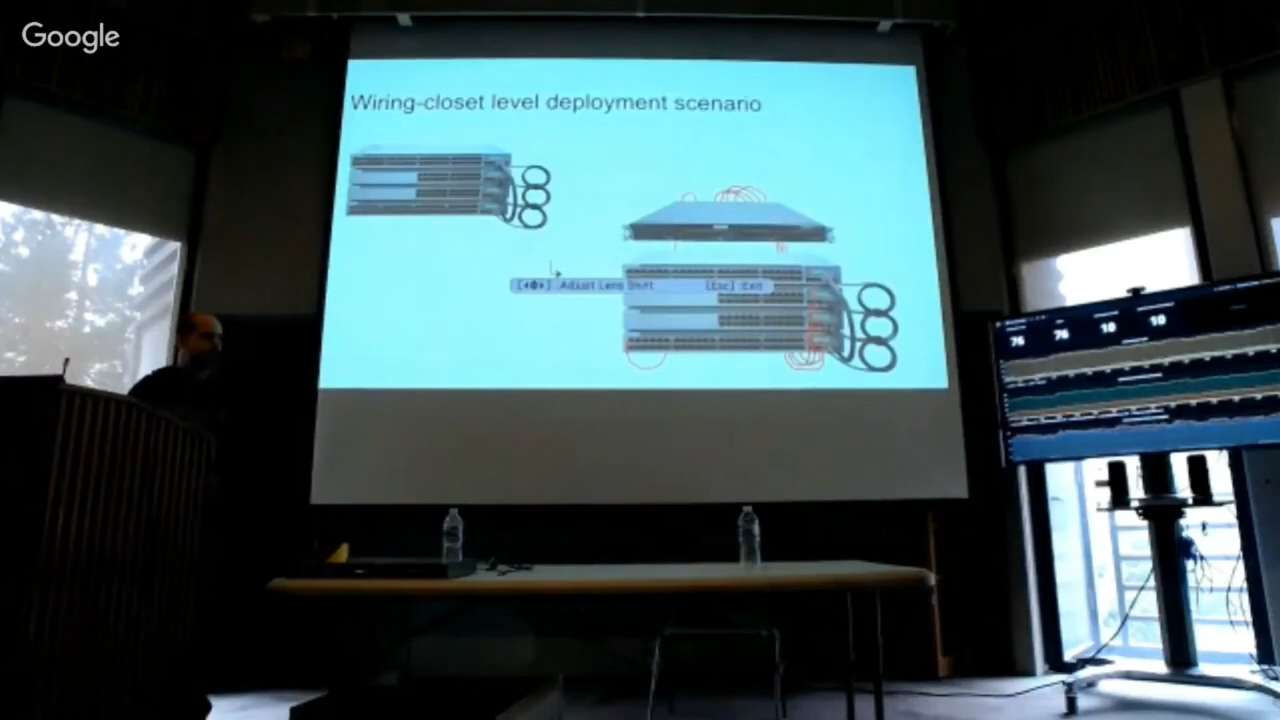 Google
Wiring-closet level deployment scenario
Adjust Lens Shift [Esc]:Exit
76 76 10 10